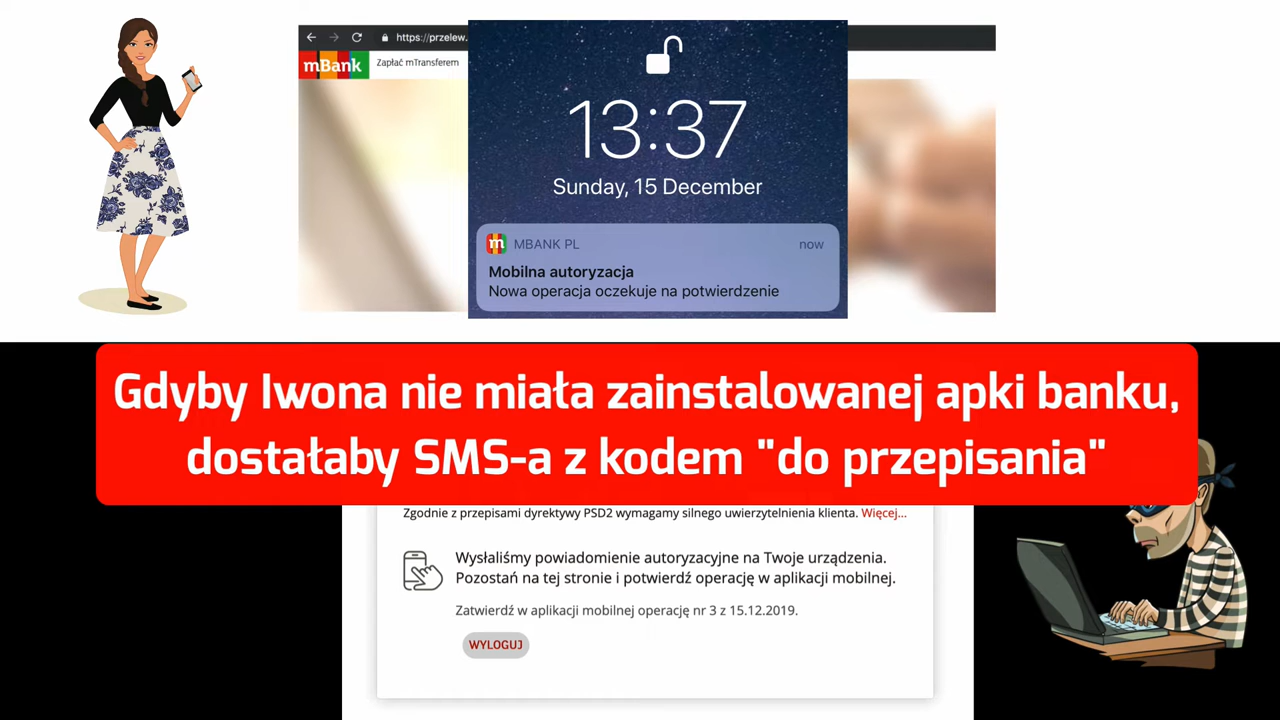 https://przelew.
mBank
Zapłać mTransferem
13:37
Sunday, 15 December
m
MBANK PL
now
Mobilna autoryzacja
Nowa operacja oczekuje na potwierdzenie
Gdyby Iwona nie miała zainstalowanej apki banku,
dostałaby SMS-a z kodem "do przepisania"
Zgodnie z przepisami dyrektywy PSD2 wymagamy silnego uwierzytelnienia klienta. Więcej...
Wysłaliśmy powiadomienie autoryzacyjne na Twoje urządzenia.
Pozostań na tej stronie i potwierdź operację w aplikacji mobilnej.
Zatwierdź w aplikacji mobilnej operację nr 3 z 15.12.2019.
WYLOGUJ